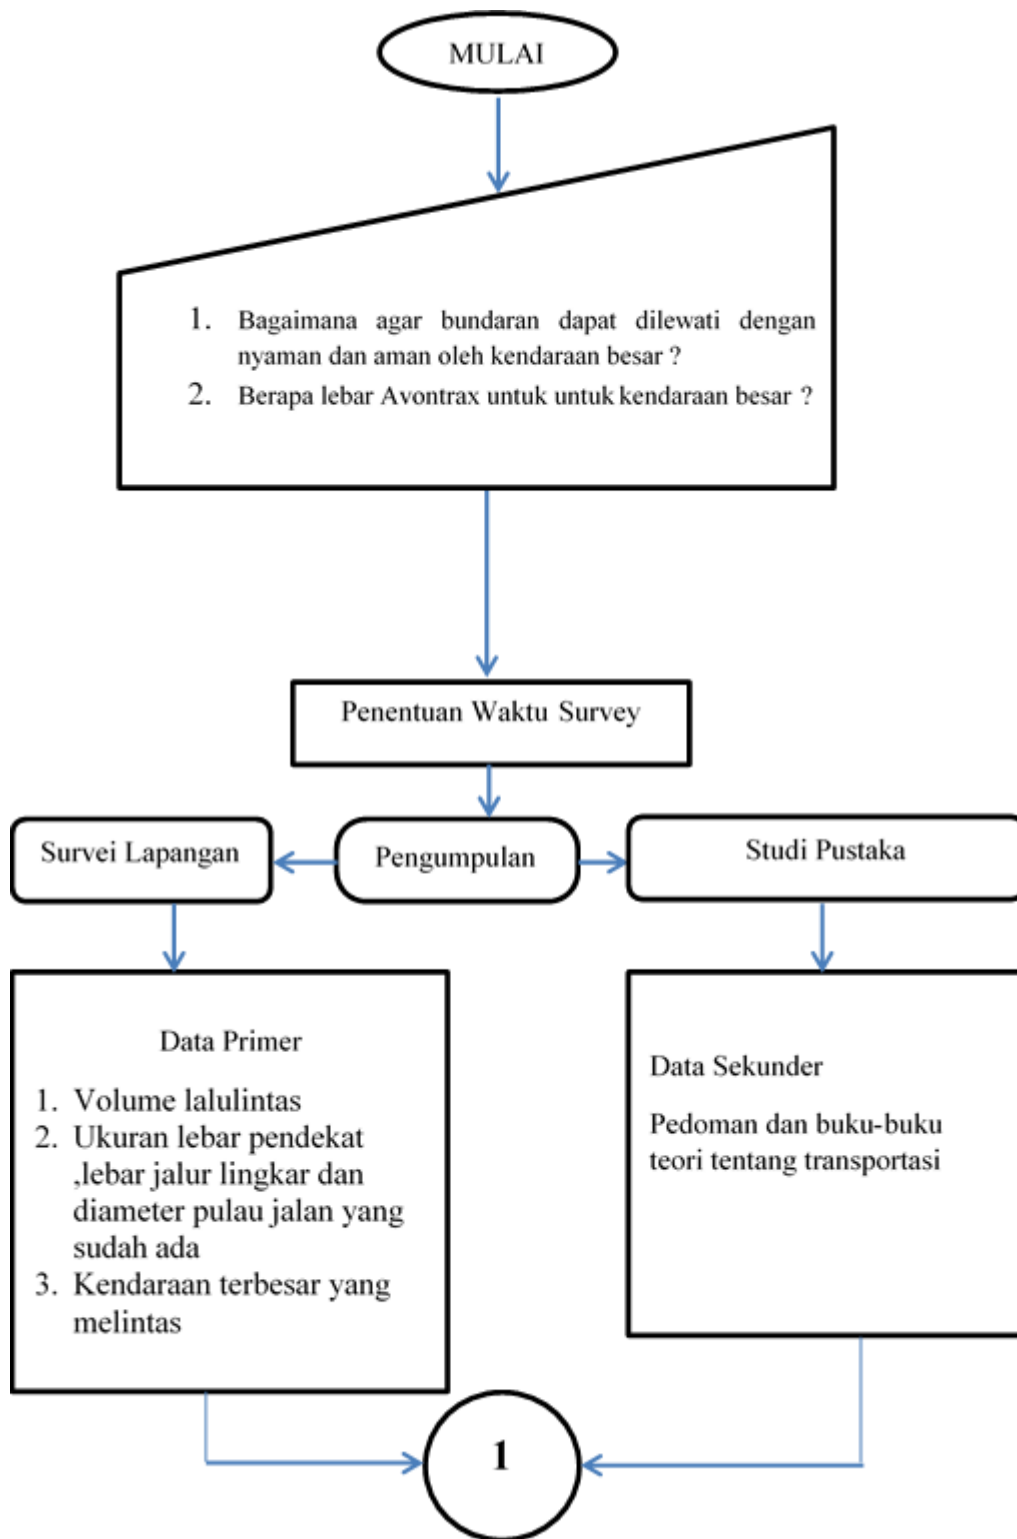 MULAI
1. Bagaimana agar bundaran dapat dilewati dengan
nyaman dan aman oleh kendaraan besar ?
2. Berapa lebar Avontrax untuk untuk kendaraan besar ?
Penentuan Waktu Survey
Survei Lapangan
Pengumpulan
Studi Pustaka
Data Primer
1. Volume lalulintas
2. Ukuran lebar pendekat
,lebar jalur lingkar dan
diameter pulau jalan yang
sudah ada
3. Kendaraan terbesar yang
melintas
Data Sekunder
Pedoman dan buku-buku
teori tentang transportasi
1